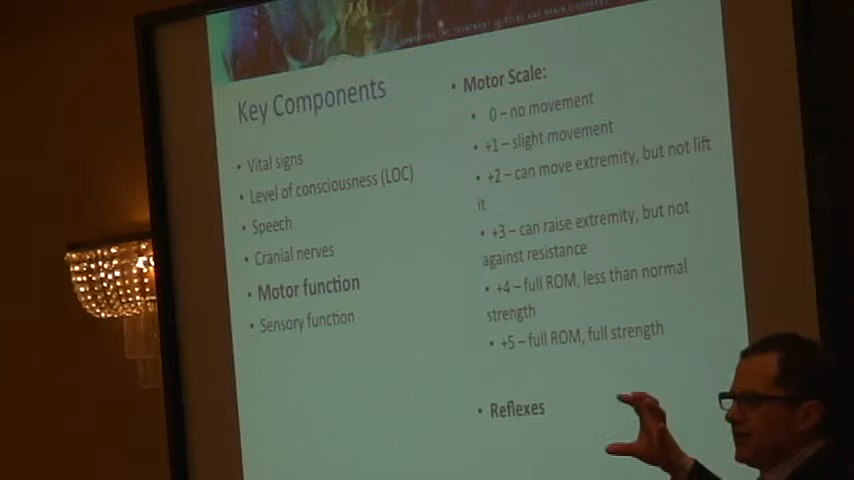 Key Components
• Vital signs
• Level of consciousness (LOC)
• Speech
• Cranial nerves
• Motor function
• Sensory function
• Motor Scale:
• 0 – no movement
• +1 – slight movement
• +2 – can move extremity, but not lift
it
• +3 – can raise extremity, but not
against resistance
• +4 – full ROM, less than normal
strength
• +5 – full ROM, full strength
• Reflexes